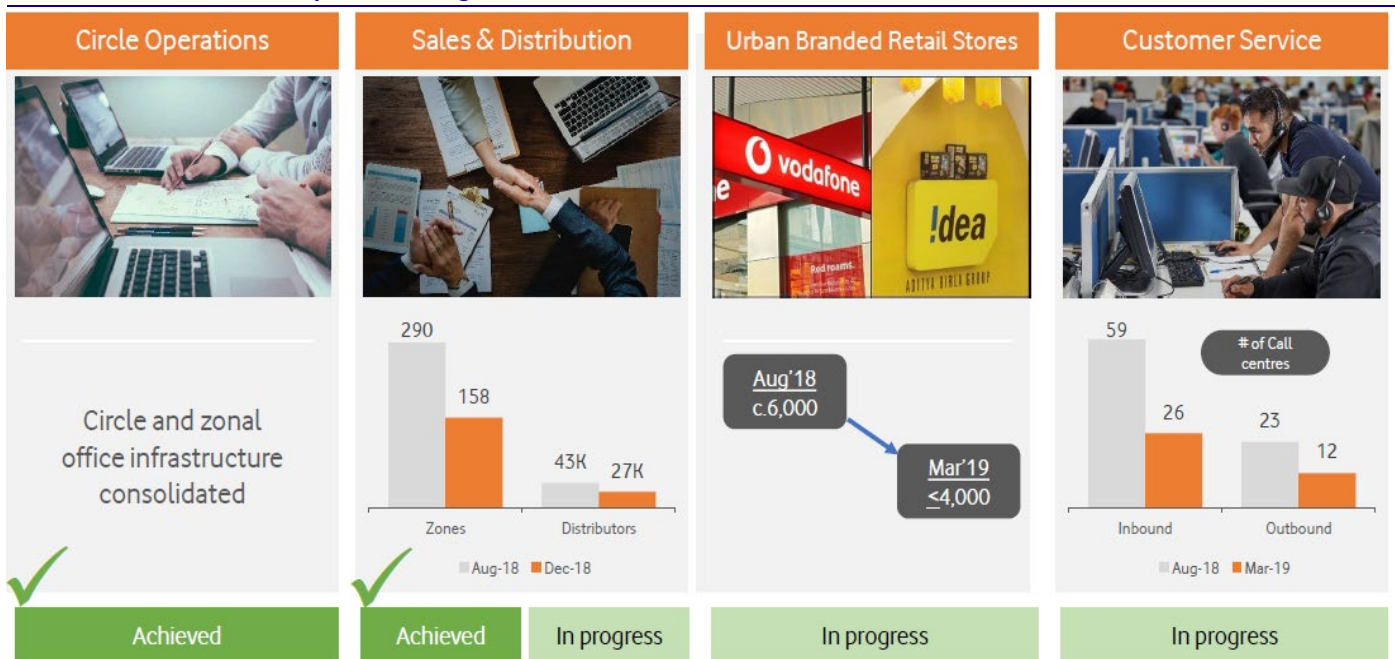 Circle Operations
Circle and zonal
office infrastructure
consolidated
Achieved
Sales & Distribution
290
158
43K
27K
Zones
Distributors
Aug-18
Dec-18
Achieved
In progress
Urban Branded Retail Stores
vodafone
Red roams.
!dea
ADITYA BIRLA GROUP
Aug'18
c.6,000
Mar'19
≤4,000
In progress
Customer Service
# of Call
centres
59
26
23
12
Inbound
Outbound
Aug-18
Mar-19
In progress